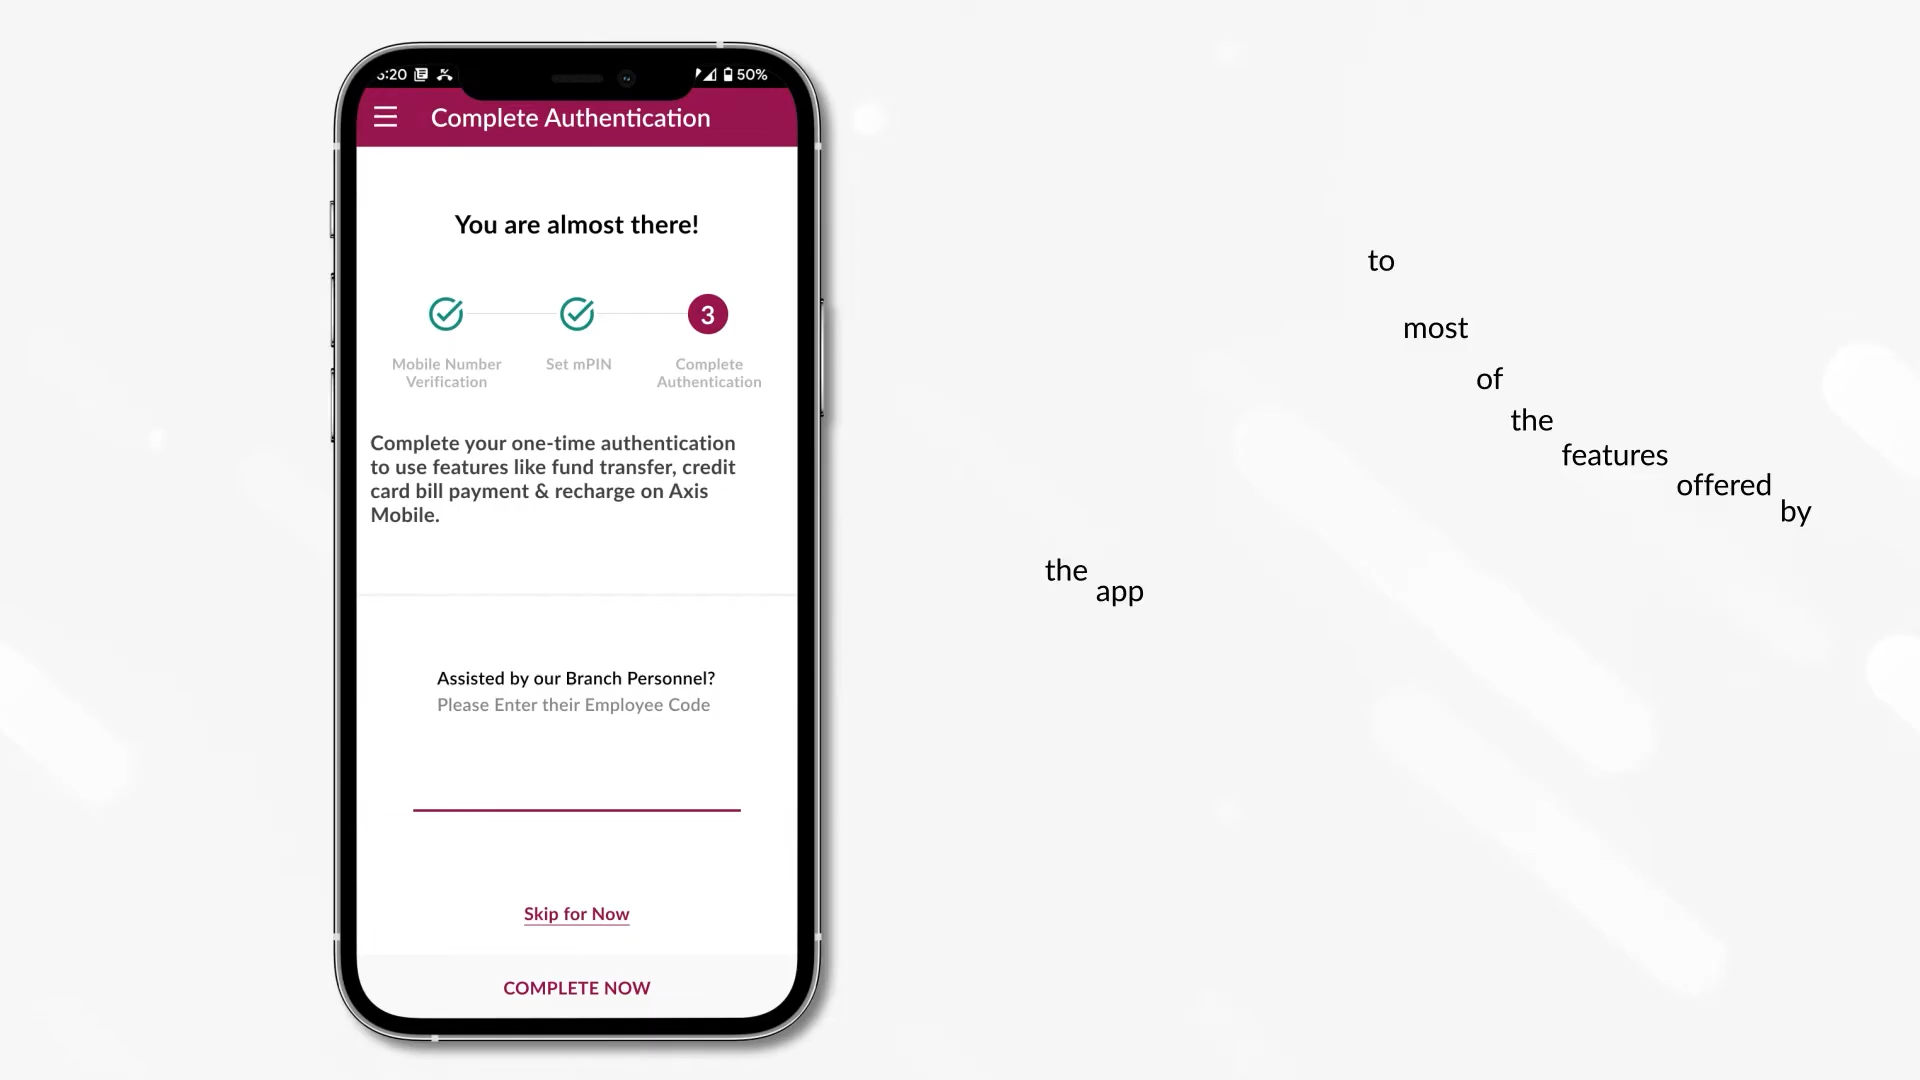 :20
50%
Complete Authentication
You are almost there!
3
Mobile Number
Verification
Set mPIN
Complete
Authentication
Complete your one-time authentication
to use features like fund transfer, credit
card bill payment & recharge on Axis
Mobile.
Assisted by our Branch Personnel?
Please Enter their Employee Code
Skip for Now
COMPLETE NOW
to most of the features offered by
the app